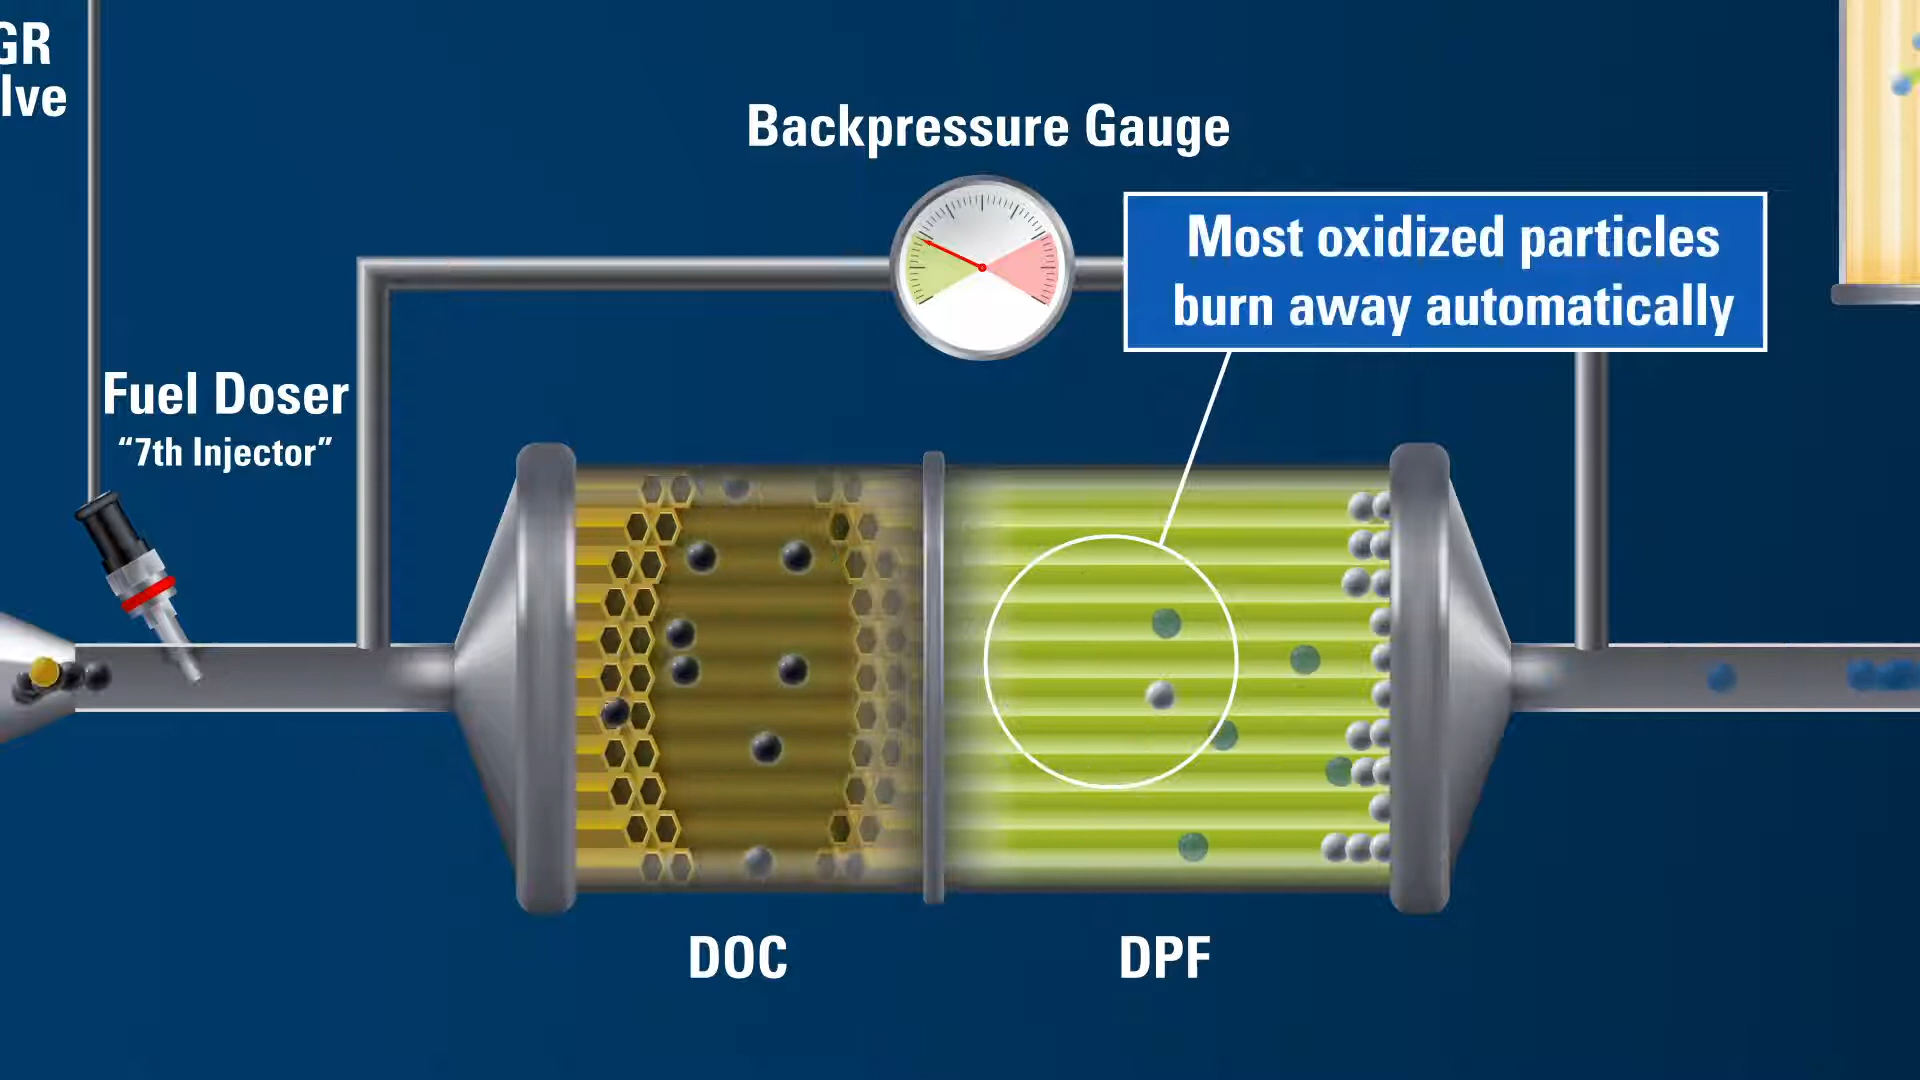 GR
lve
Backpressure Gauge
Most oxidized particles
burn away automatically
Fuel Doser
“7th Injector”
DOC
DPF